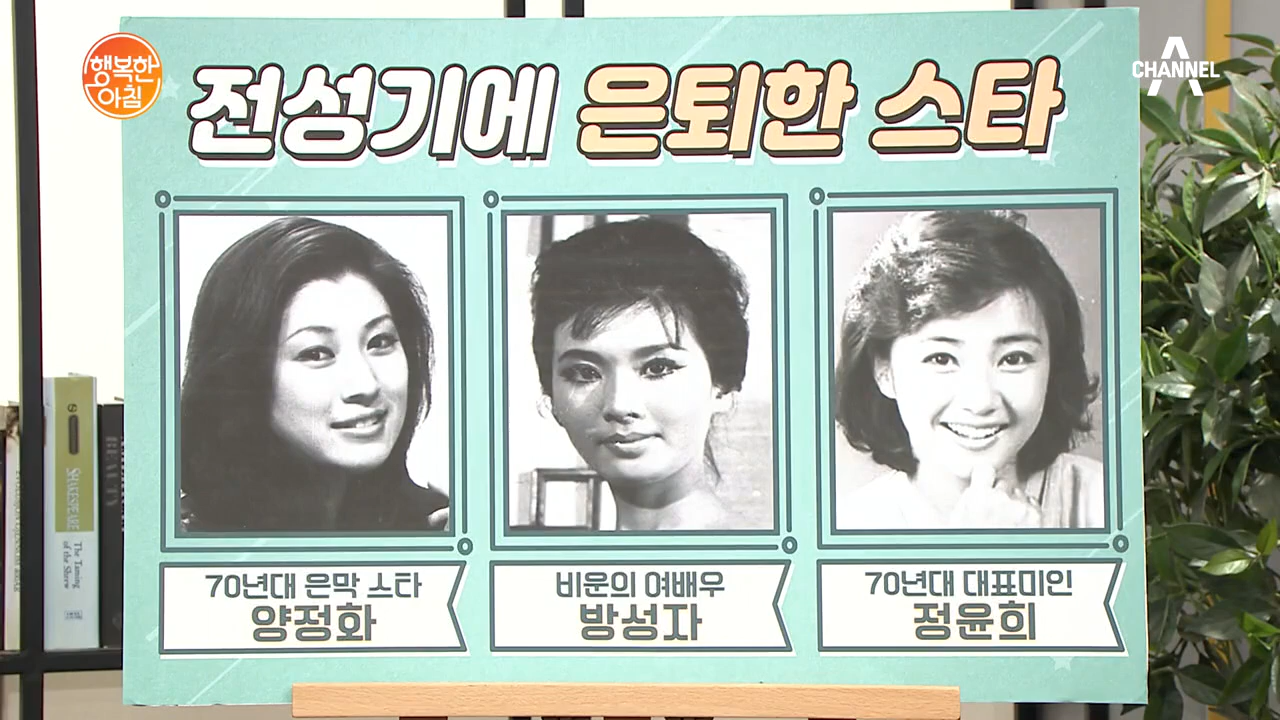 행복한
아침
CHANNEL A
전성기에 은퇴한 스타
70년대 은막 스타
양정화
비운의 여배우
방성자
70년대 대표미인
정윤희
SHAKESPEARE
The Taming
of the Shrew
BEAUTY